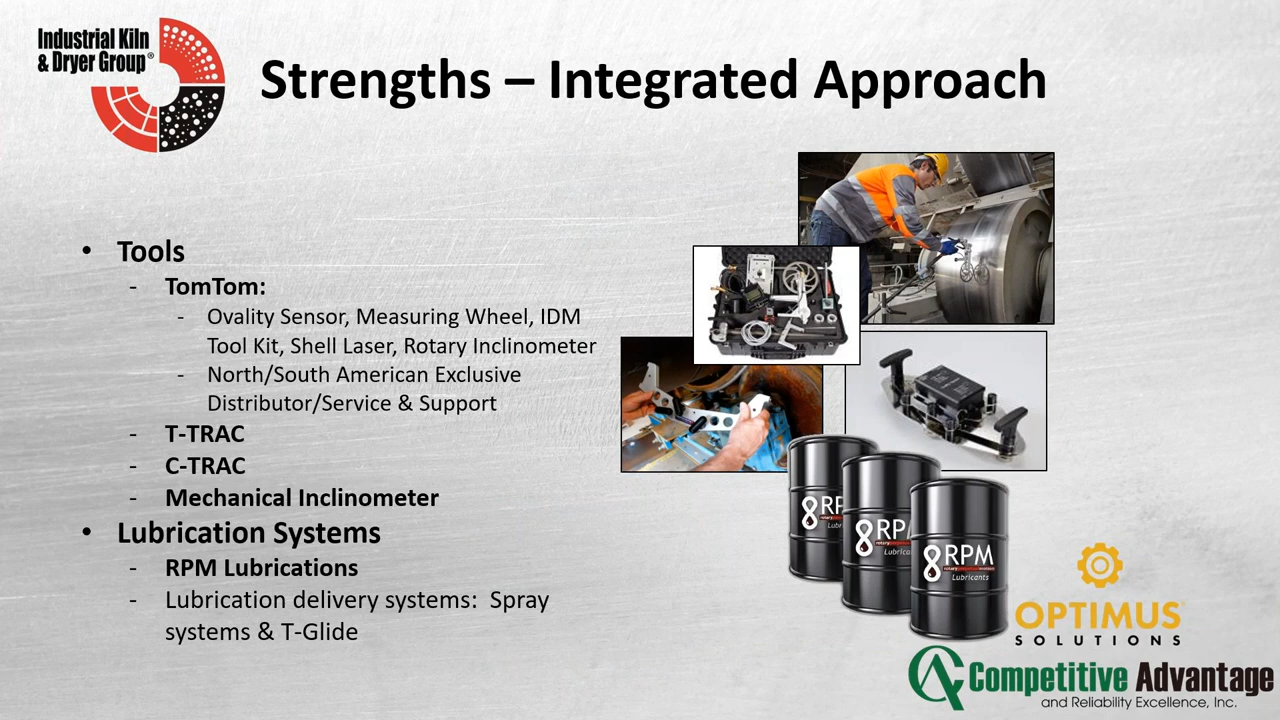 Industrial Kiln
& Dryer Group®
Strengths – Integrated Approach
• Tools
- TomTom:
- Ovality Sensor, Measuring Wheel, IDM
Tool Kit, Shell Laser, Rotary Inclinometer
- North/South American Exclusive
Distributor/Service & Support
- T-TRAC
- C-TRAC
- Mechanical Inclinometer
• Lubrication Systems
- RPM Lubrications
- Lubrication delivery systems:  Spray
systems & T-Glide
RPM
Lubricants
OPTIMUS
SOLUTIONS
Competitive Advantage
and Reliability Excellence, Inc.